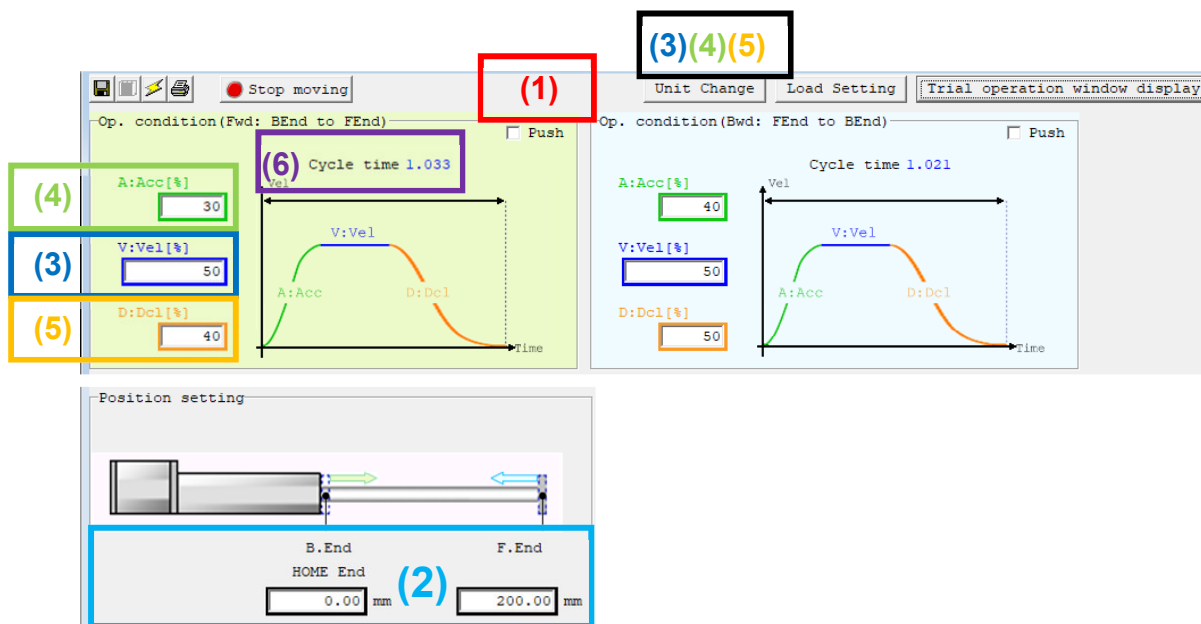 (3)(4)(5)
Stop moving
(1)
Unit Change
Load Setting
Trial operation window display
Op. condition(Fwd: BEnd to FEnd)
Push
(6)
Cycle time 1.033
(4)
A:Acc[%]
30
Vel
V:Vel
(3)
V:Vel[%]
50
A:Acc
D:Dcl
(5)
D:Dcl[%]
40
Time
Op. condition(Bwd: FEnd to BEnd)
Push
Cycle time 1.021
A:Acc[%]
40
Vel
V:Vel
V:Vel[%]
50
A:Acc
D:Dcl
D:Dcl[%]
50
Time
Position setting
B.End
F.End
HOME End
(2)
0.00 mm
200.00 mm